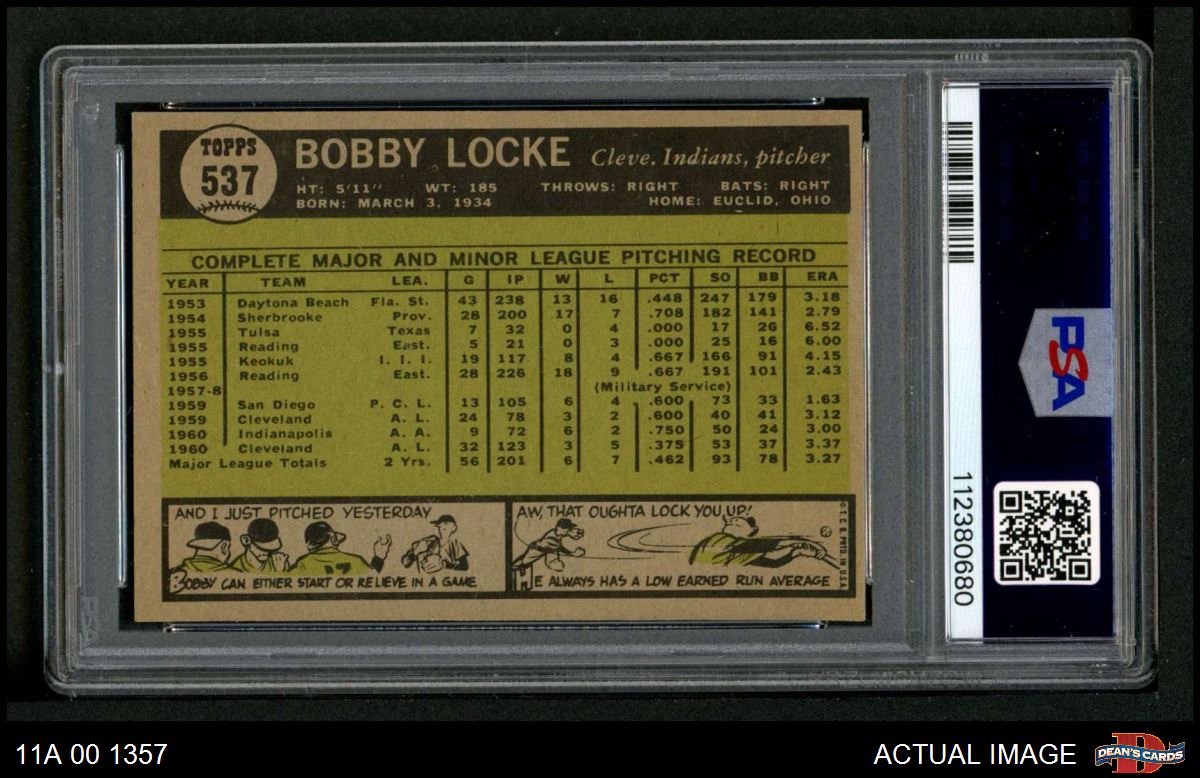 TOPPS
537
BOBBY LOCKE Cleve. Indians, pitcher
HT: 5'11" WT: 185 THROWS: RIGHT BATS: RIGHT
BORN: MARCH 3, 1934 HOME: EUCLID, OHIO
COMPLETE MAJOR AND MINOR LEAGUE PITCHING RECORD
YEAR TEAM LEA. G IP W L PCT SO BB ERA
1953 Daytona Beach Fla. St. 43 238 13 16 .448 247 179 3.18
1954 Sherbrooke Prov. 28 200 17 7 .708 182 141 2.79
1955 Tulsa Texas 7 32 0 4 .000 17 26 6.52
1955 Reading East. 5 21 0 3 .000 25 16 6.00
1955 Keokuk I. I. I. 19 117 8 4 .667 166 91 4.15
1956 Reading East. 28 226 18 9 .667 191 101 2.43
1957-8 (Military Service)
1959 San Diego P. C. L. 13 105 6 4 .600 73 33 1.63
1959 Cleveland A. L. 24 78 3 2 .600 40 41 3.12
1960 Indianapolis A. A. 9 72 6 2 .750 50 24 3.00
1960 Cleveland A. L. 32 123 3 5 .375 53 37 3.37
Major League Totals 2 Yrs. 56 201 6 7 .462 93 78 3.27
AND I JUST PITCHED YESTERDAY
BOBBY CAN EITHER START OR RELIEVE IN A GAME
AW, THAT OUGHTA LOCK YOU UP!
HE ALWAYS HAS A LOW EARNED RUN AVERAGE
©T. C. G. PRTD. IN U.S.A.
PSA
112380680
PSA
11A 00 1357
ACTUAL IMAGE
DEAN'S CARDS